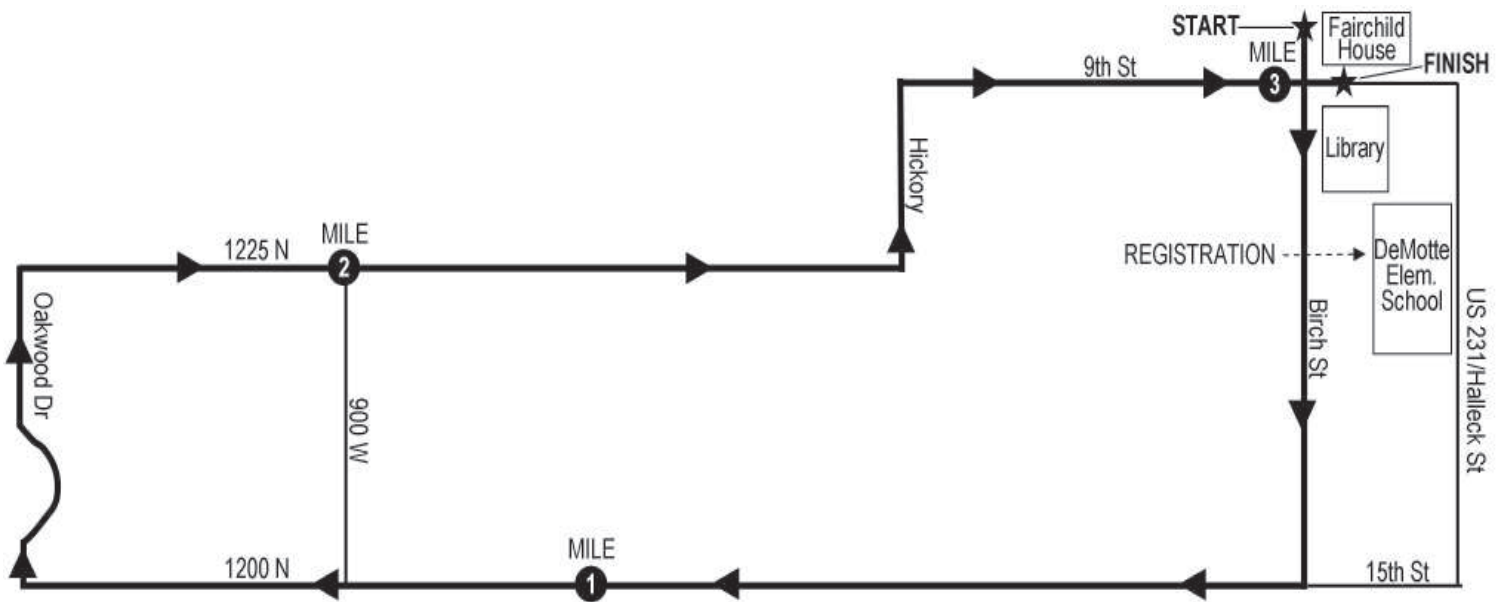 START
Fairchild
House
MILE
9th St
FINISH
3
Library
Hickory
REGISTRATION
DeMotte
Elem.
School
1225 N
MILE
2
Oakwood Dr
900 W
Birch St
US 231/Halleck St
MILE
1
1200 N
15th St